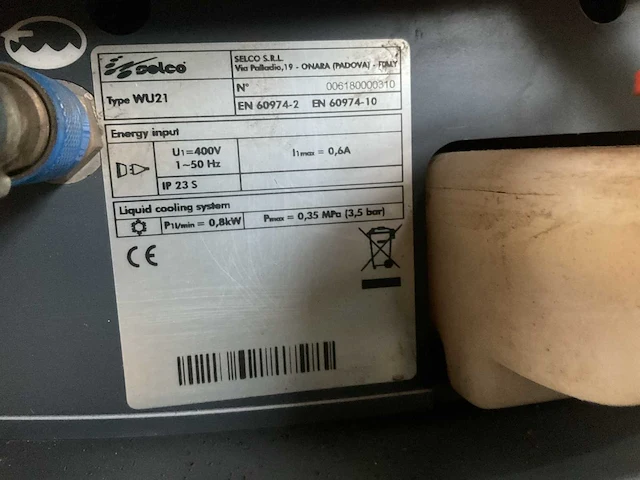 selco
SELCO S.R.L.
Via Palladio, 19 - ONARA (PADOVA) - ITALY
Type WU21
N° 006180000310
EN 60974-2 EN 60974-10
Energy input
U1=400V
1~50 Hz
I1max = 0,6A
IP 23 S
Liquid cooling system
P1l/min = 0,8kW
Pmax = 0,35 MPa (3,5 bar)
CE